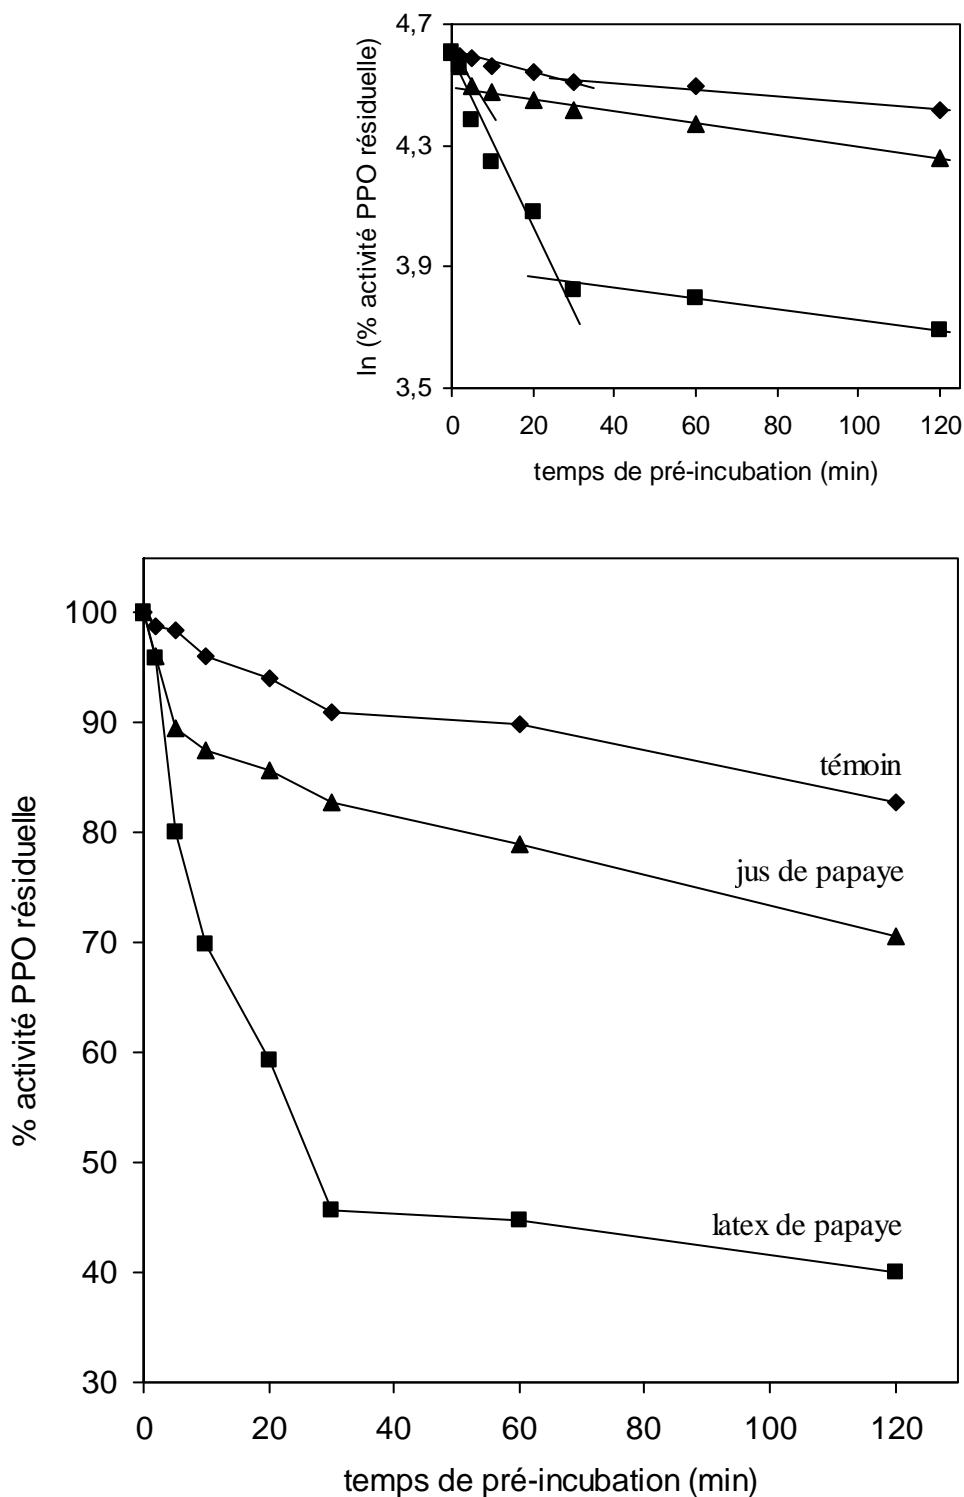 4,7
4,3
3,9
3,5
ln (% activité PPO résiduelle)
0 20 40 60 80 100 120
temps de pré-incubation (min)
100
90
80
70
60
50
40
30
% activité PPO résiduelle
témoin
jus de papaye
latex de papaye
0 20 40 60 80 100 120
temps de pré-incubation (min)